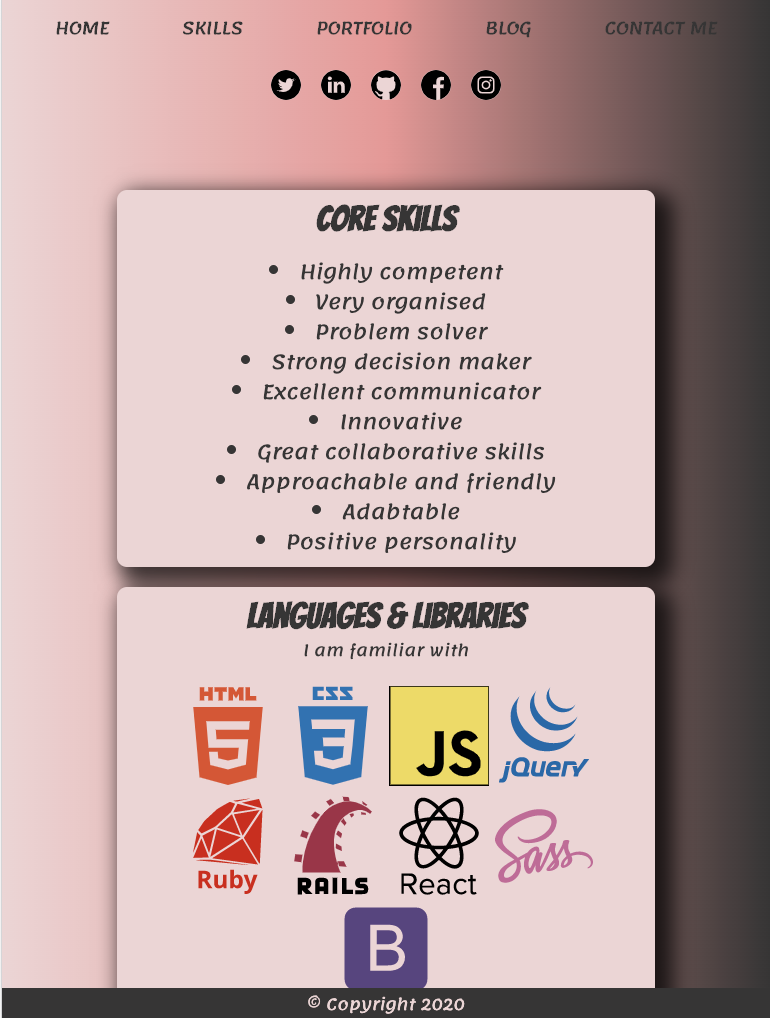 HOME SKILLS PORTFOLIO BLOG CONTACT ME
in f
CORE SKILLS
• Highly competent
• Very organised
• Problem solver
• Strong decision maker
• Excellent communicator
• Innovative
• Great collaborative skills
• Approachable and friendly
• Adabtable
• Positive personality
LANGUAGES & LIBRARIES
I am familiar with
HTML CSS
5 3 JS jQuery
Ruby RAILS React Sass
B
© Copyright 2020